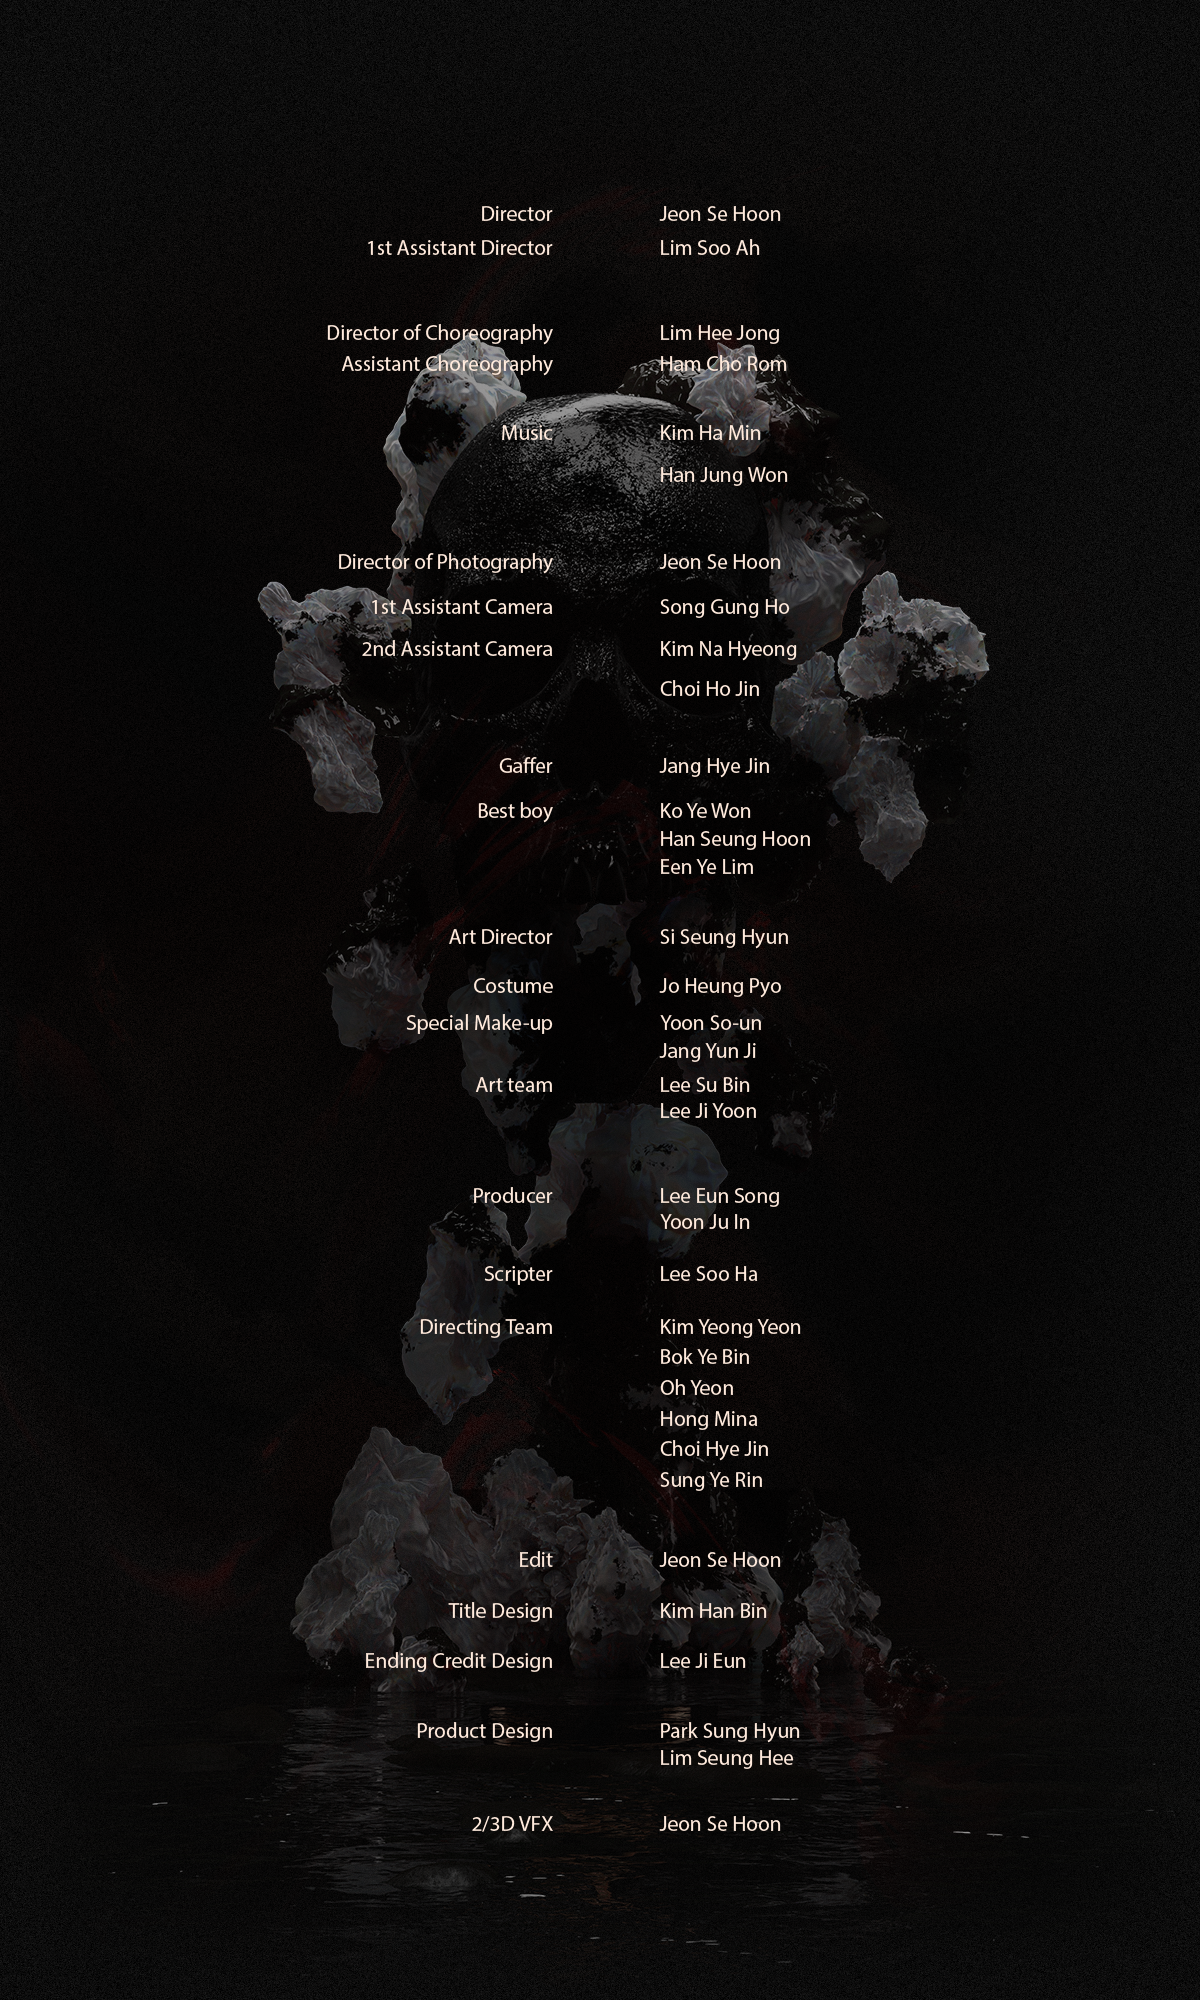 Director Jeon Se Hoon
1st Assistant Director Lim Soo Ah
Director of Choreography Lim Hee Jong
Assistant Choreography Ham Cho Rom
Music Kim Ha Min
Han Jung Won
Director of Photography Jeon Se Hoon
1st Assistant Camera Song Gung Ho
2nd Assistant Camera Kim Na Hyeong
Choi Ho Jin
Gaffer Jang Hye Jin
Best boy Ko Ye Won
Han Seung Hoon
Een Ye Lim
Art Director Si Seung Hyun
Costume Jo Heung Pyo
Special Make-up Yoon So-un
Jang Yun Ji
Art team Lee Su Bin
Lee Ji Yoon
Producer Lee Eun Song
Yoon Ju In
Scripter Lee Soo Ha
Directing Team Kim Yeong Yeon
Bok Ye Bin
Oh Yeon
Hong Mina
Choi Hye Jin
Sung Ye Rin
Edit Jeon Se Hoon
Title Design Kim Han Bin
Ending Credit Design Lee Ji Eun
Product Design Park Sung Hyun
Lim Seung Hee
2/3D VFX Jeon Se Hoon